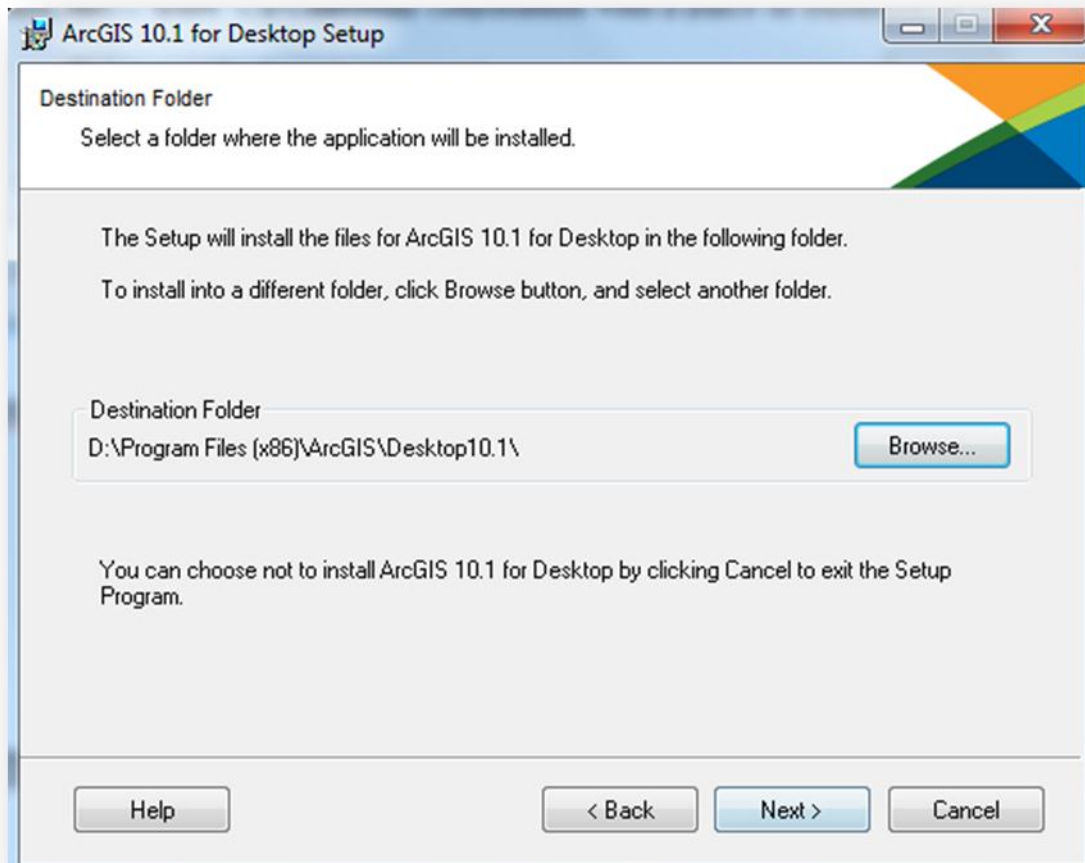 ArcGIS 10.1 for Desktop Setup
Destination Folder
Select a folder where the application will be installed.
The Setup will install the files for ArcGIS 10.1 for Desktop in the following folder.
To install into a different folder, click Browse button, and select another folder.
Destination Folder
D:\Program Files (x86)\ArcGIS\Desktop10.1\
Browse...
You can choose not to install ArcGIS 10.1 for Desktop by clicking Cancel to exit the Setup
Program.
Help
< Back
Next >
Cancel